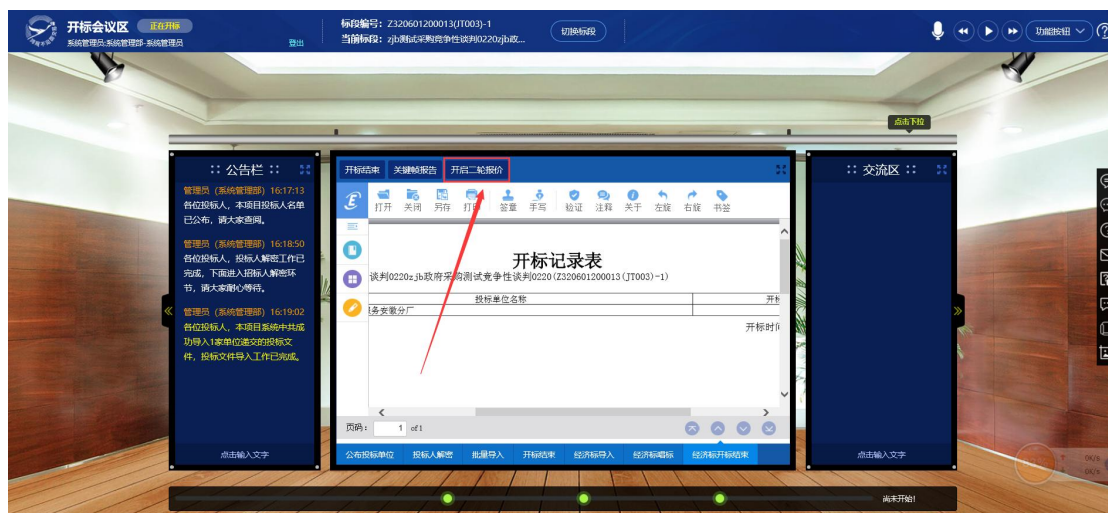 开标会议区 正在开标
系统管理员·系统管理部-系统管理员 登出
标段编号：Z320601200013(JT003)-1
当前标段：zjb测试采购竞争性谈判0220zjb政...
切换标段
功能按钮
点击下拉
:: 公告栏 ::
管理员 (系统管理部) 16:17:13
各位投标人，本项目投标人名单
已公布，请大家查阅。
管理员 (系统管理部) 16:18:50
各位投标人，投标人解密工作已
完成，下面进入招标人解密环
节，请大家耐心等待。
管理员 (系统管理部) 16:19:02
各位投标人，本项目系统中共成
功导入1家单位递交的投标文
件，投标文件导入工作已完成。
点击输入文字
开标结束 关键帧报告 开启二轮报价
打开 关闭 另存 打印 签章 手写 验证 注释 关于 左旋 右旋 书签
开标记录表
谈判0220zjb政府采购测试竞争性谈判0220(Z320601200013(JT003)-1)
投标单位名称 开标
务安徽分厂
开标时间
页码： 1 of1
公布投标单位 投标人解密 批量导入 开标结束 经济标导入 经济标唱标 经济标开标结束
:: 交流区 ::
点击输入文字
尚未开始!